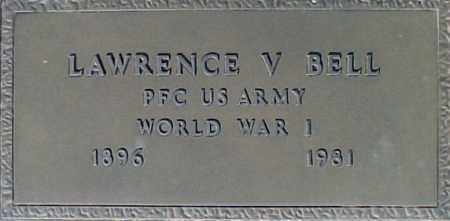 LAWRENCE V BELL
PFC US ARMY
WORLD WAR I
1896 1981